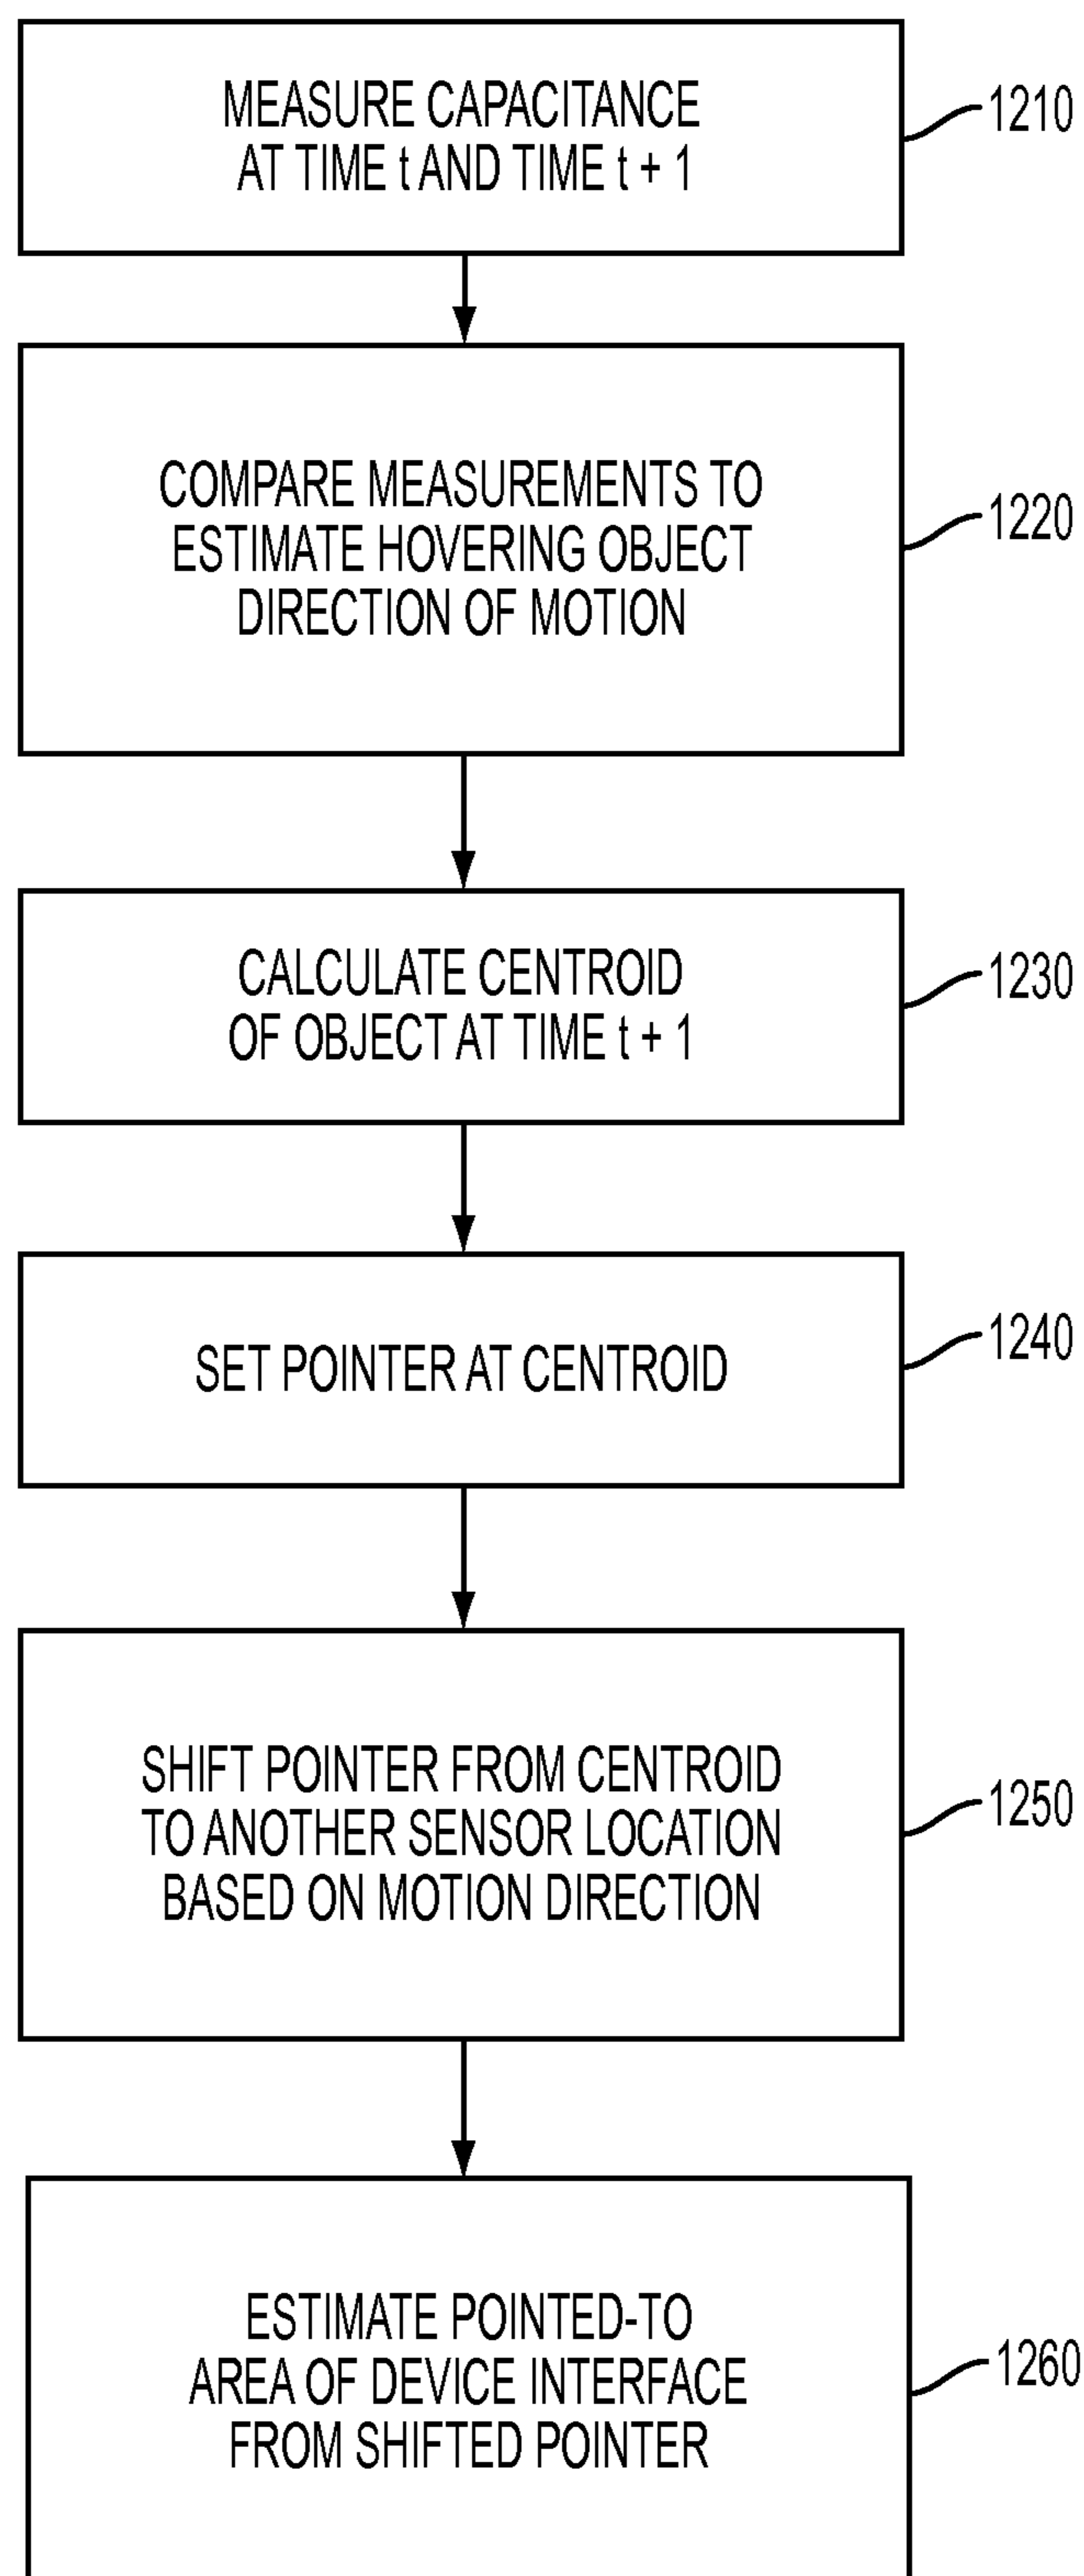 MEASURE CAPACITANCE
AT TIME t AND TIME t + 1
1210
COMPARE MEASUREMENTS TO
ESTIMATE HOVERING OBJECT
DIRECTION OF MOTION
1220
CALCULATE CENTROID
OF OBJECT AT TIME t + 1
1230
SET POINTER AT CENTROID
1240
SHIFT POINTER FROM CENTROID
TO ANOTHER SENSOR LOCATION
BASED ON MOTION DIRECTION
1250
ESTIMATE POINTED-TO
AREA OF DEVICE INTERFACE
FROM SHIFTED POINTER
1260